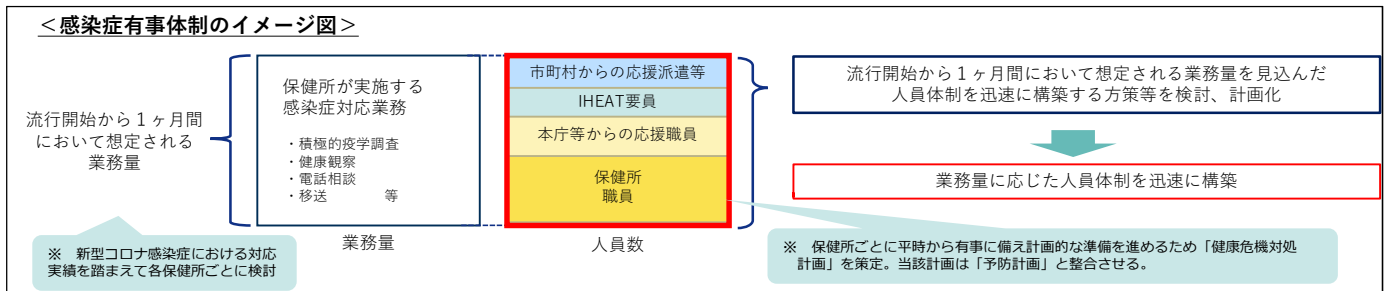 ＜感染症有事体制のイメージ図＞
流行開始から１ヶ月間
において想定される
業務量
保健所が実施する
感染症対応業務
・積極的疫学調査
・健康観察
・電話相談
・移送　　　　等
業務量
※　新型コロナ感染症における対応
実績を踏まえて各保健所ごとに検討
市町村からの応援派遣等
IHEAT要員
本庁等からの応援職員
保健所
職員
人員数
流行開始から１ヶ月間において想定される業務量を見込んだ
人員体制を迅速に構築する方策等を検討、計画化
業務量に応じた人員体制を迅速に構築
※　保健所ごとに平時から有事に備え計画的な準備を進めるため「健康危機対処
計画」を策定。当該計画は「予防計画」と整合させる。